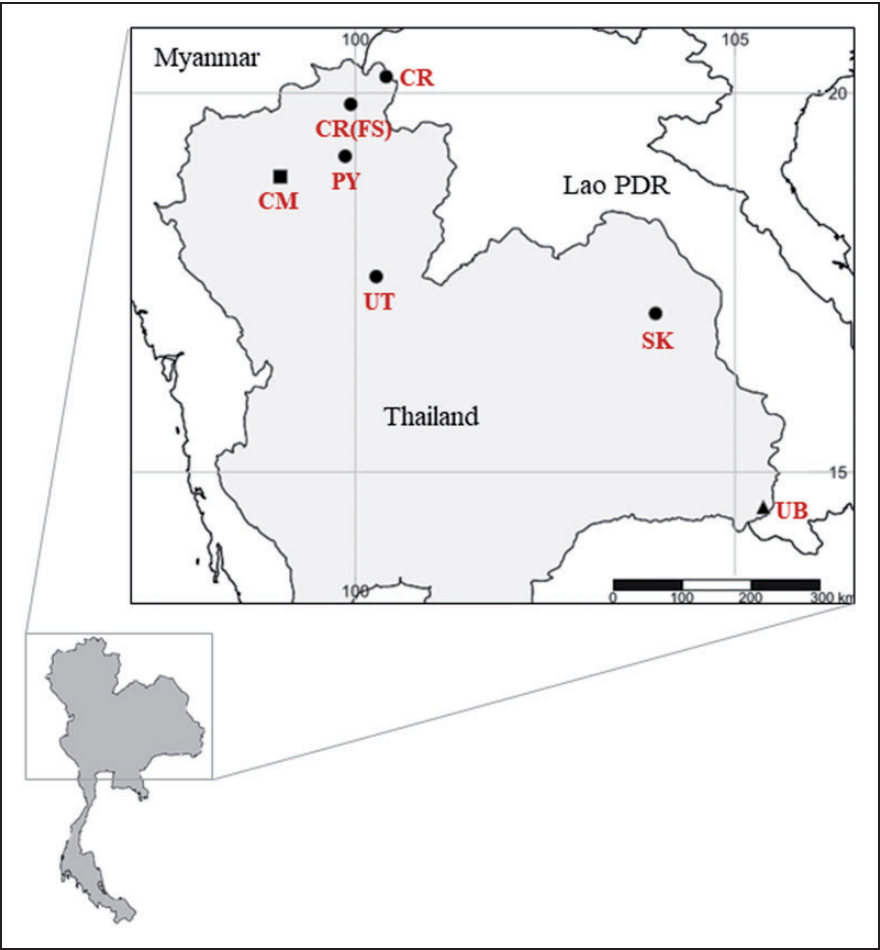 100
105
Myanmar
CR
20
CR(FS)
PY
CM
Lao PDR
UT
SK
Thailand
15
UB
100
0 100 200 300 km